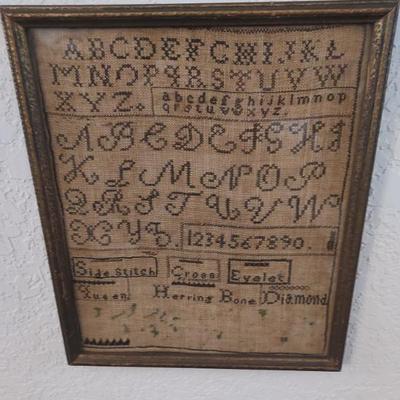 ABCDEFGHIJKL
MNOPQRSTUVW
XYZ. abcdefghijklmnop
qrstuvwxyz.
ABCDEFGHI
KLMNOP
QRSTUVW
XYZ. 1234567890.
Side Stitch Cross Eyelet
Queen Herring Bone Diamond